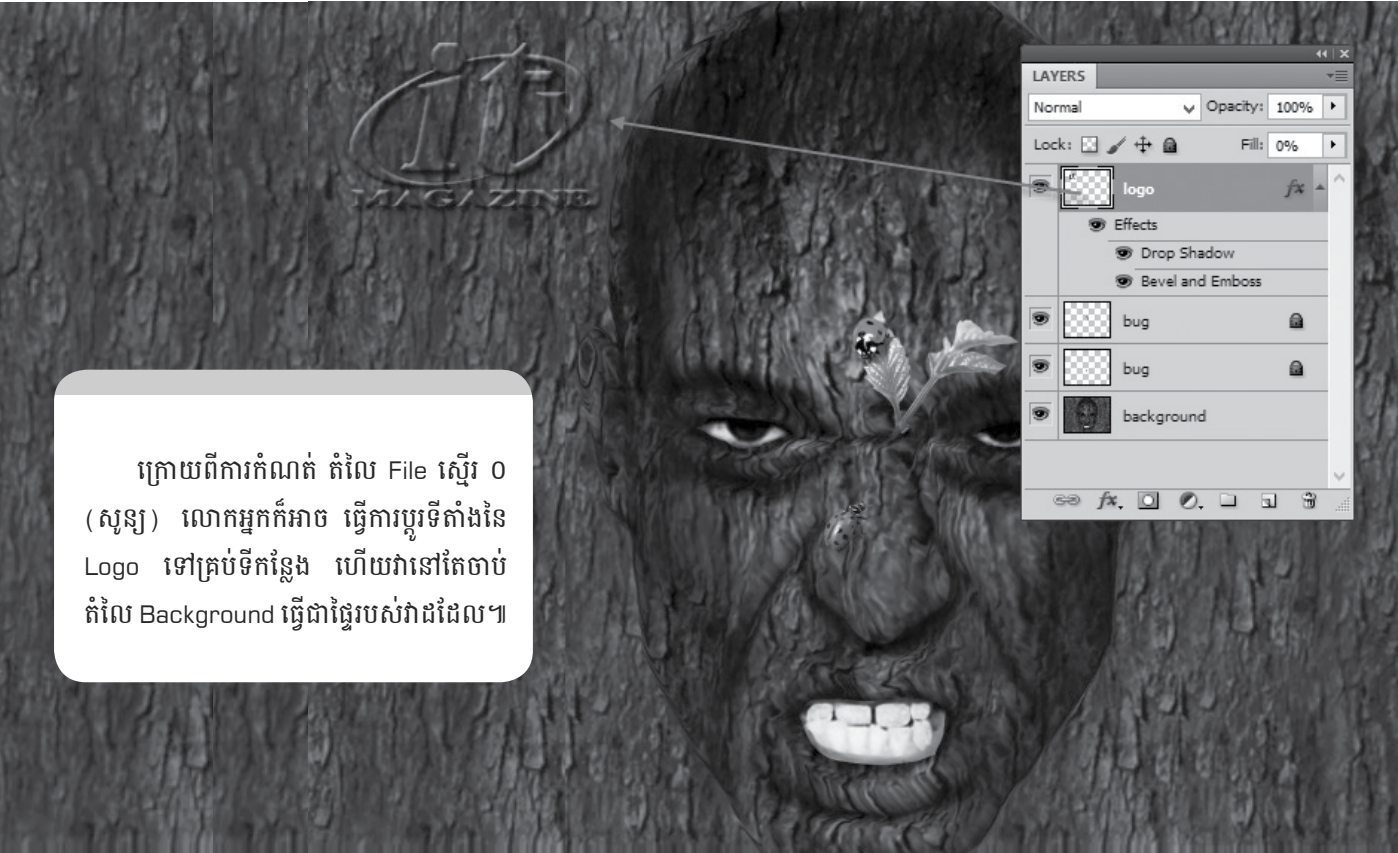 it
MAGAZINE
LAYERS
Normal Opacity: 100%
Lock: Fill: 0%
logo fx
Effects
Drop Shadow
Bevel and Emboss
bug
bug
background
fx.
ក្រោយពីការកំណត់ តំលៃ File ស្មើរ 0
(សូន្យ) លោកអ្នកក៏អាច ធ្វើការប្តូរទីតាំងនៃ
Logo ទៅគ្រប់ទីកន្លែង ហើយវានៅតែចាប់
តំលៃ Background ធ្វើជាផ្ទៃរបស់វាដដែល៕